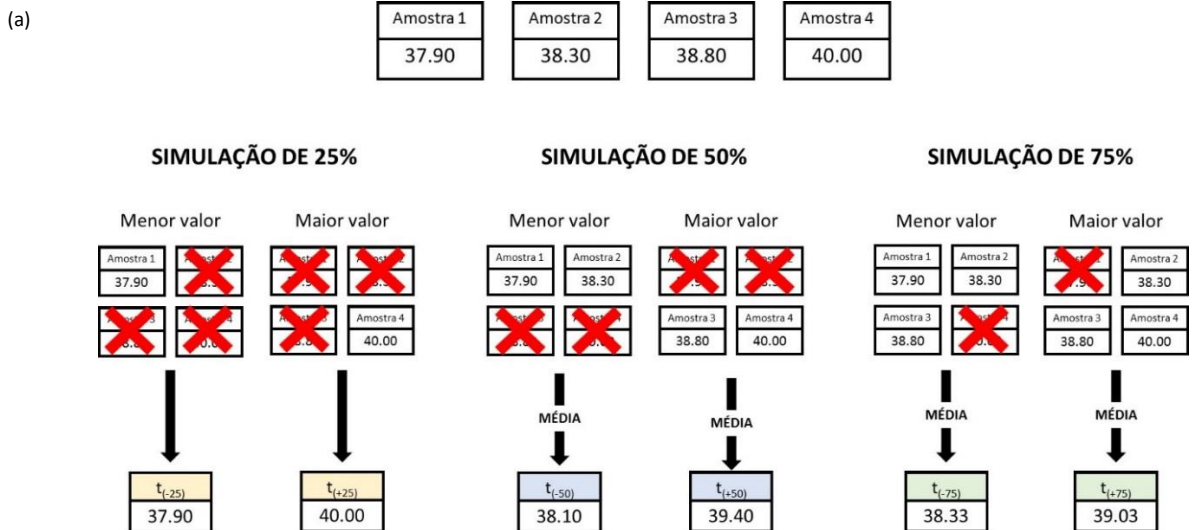 (a)
Amostra 1 Amostra 2 Amostra 3 Amostra 4
37.90 38.30 38.80 40.00
SIMULAÇÃO DE 25% SIMULAÇÃO DE 50% SIMULAÇÃO DE 75%
Menor valor Maior valor Menor valor Maior valor Menor valor Maior valor
Amostra 1 Amostra 1 Amostra 2 Amostra 1 Amostra 2 Amostra 2
37.90 37.90 38.30 37.90 38.30 38.30
Amostra 4 Amostra 3 Amostra 4 Amostra 3 Amostra 3 Amostra 4
40.00 38.80 40.00 38.80 38.80 40.00
MÉDIA MÉDIA MÉDIA MÉDIA
t(-25) t(+25) t(-50) t(+50) t(-75) t(+75)
37.90 40.00 38.10 39.40 38.33 39.03